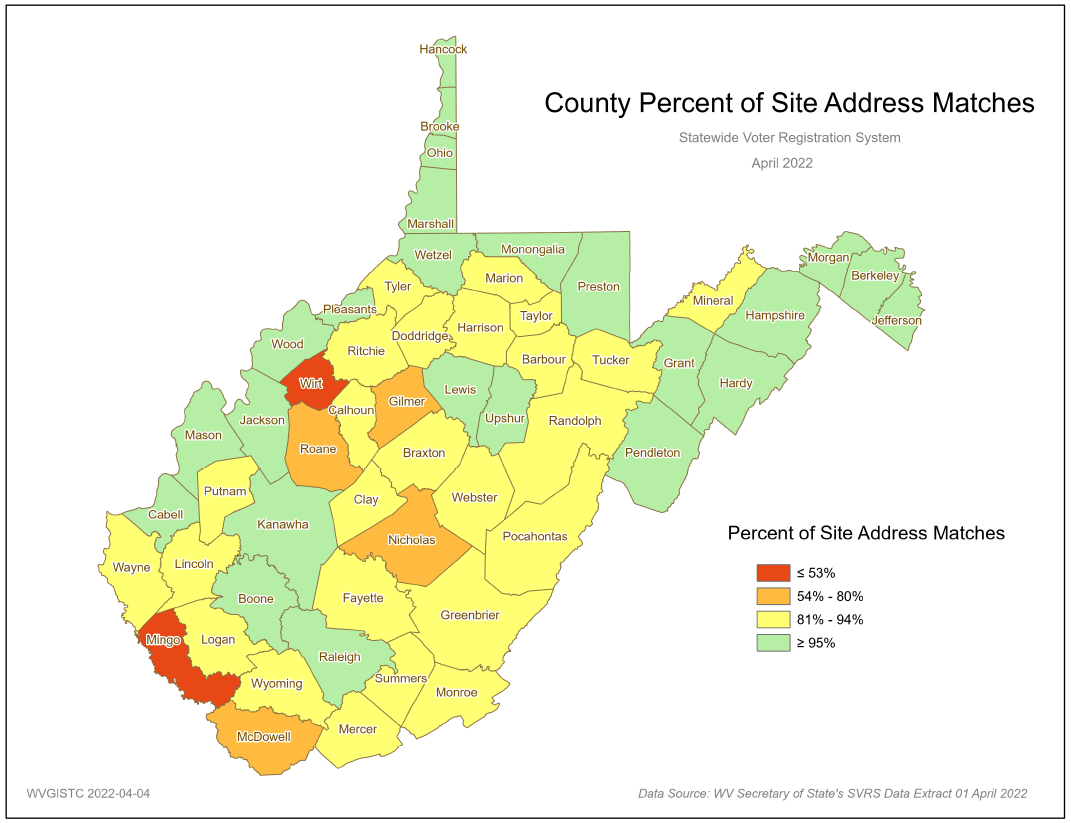 Hancock
County Percent of Site Address Matches
Brooke
Statewide Voter Registration System
Ohio
April 2022
Marshall
Wetzel
Monongalia
Morgan
Berkeley
Marion
Tyler
Preston
Mineral
Pleasants
Taylor
Hampshire
Jefferson
Harrison
Doddridge
Wood
Ritchie
Barbour
Tucker
Grant
Wirt
Hardy
Lewis
Gilmer
Calhoun
Upshur
Jackson
Randolph
Mason
Roane
Braxton
Pendleton
Putnam
Clay
Webster
Cabell
Kanawha
Percent of Site Address Matches
Pocahontas
Nicholas
Wayne
Lincoln
≤ 53%
54% - 80%
Boone
Fayette
Greenbrier
81% - 94%
Mingo
Logan
≥ 95%
Raleigh
Summers
Wyoming
Monroe
Mercer
McDowell
WVGISTC 2022-04-04
Data Source: WV Secretary of State's SVRS Data Extract 01 April 2022